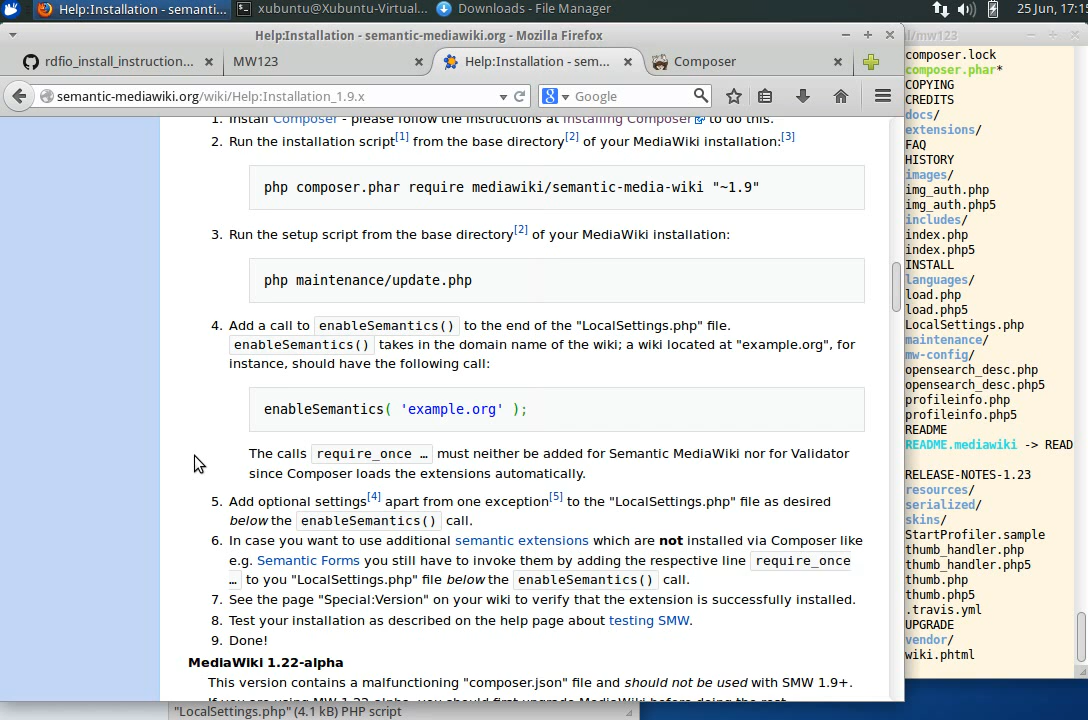 Help:Installation - semanti...
xubuntu@Xubuntu-Virtual...
Downloads - File Manager
25 Jun, 17:15
Help:Installation - semantic-mediawiki.org - Mozilla Firefox
rdfio_install_instruction...
MW123
Help:Installation - sem...
Composer
semantic-mediawiki.org/wiki/Help:Installation_1.9.x
Google
1. Install Composer - please follow the instructions at Installing Composer to do this.
2. Run the installation script[1] from the base directory[2] of your MediaWiki installation:[3]
php composer.phar require mediawiki/semantic-media-wiki "~1.9"
3. Run the setup script from the base directory[2] of your MediaWiki installation:
php maintenance/update.php
4. Add a call to enableSemantics() to the end of the "LocalSettings.php" file.
enableSemantics() takes in the domain name of the wiki; a wiki located at "example.org", for
instance, should have the following call:
enableSemantics( 'example.org' );
The calls require_once … must neither be added for Semantic MediaWiki nor for Validator
since Composer loads the extensions automatically.
5. Add optional settings[4] apart from one exception[5] to the "LocalSettings.php" file as desired
below the enableSemantics() call.
6. In case you want to use additional semantic extensions which are not installed via Composer like
e.g. Semantic Forms you still have to invoke them by adding the respective line require_once
… to you "LocalSettings.php" file below the enableSemantics() call.
7. See the page "Special:Version" on your wiki to verify that the extension is successfully installed.
8. Test your installation as described on the help page about testing SMW.
9. Done!
MediaWiki 1.22-alpha
This version contains a malfunctioning "composer.json" file and should not be used with SMW 1.9+.
"LocalSettings.php" (4.1 kB) PHP script
l/mw123
composer.lock
composer.phar*
COPYING
CREDITS
docs/
extensions/
FAQ
HISTORY
images/
img_auth.php
img_auth.php5
includes/
index.php
index.php5
INSTALL
languages/
load.php
load.php5
LocalSettings.php
maintenance/
mw-config/
opensearch_desc.php
opensearch_desc.php5
profileinfo.php
profileinfo.php5
README
README.mediawiki -> READ
RELEASE-NOTES-1.23
resources/
serialized/
skins/
StartProfiler.sample
thumb_handler.php
thumb_handler.php5
thumb.php
thumb.php5
.travis.yml
UPGRADE
vendor/
wiki.phtml